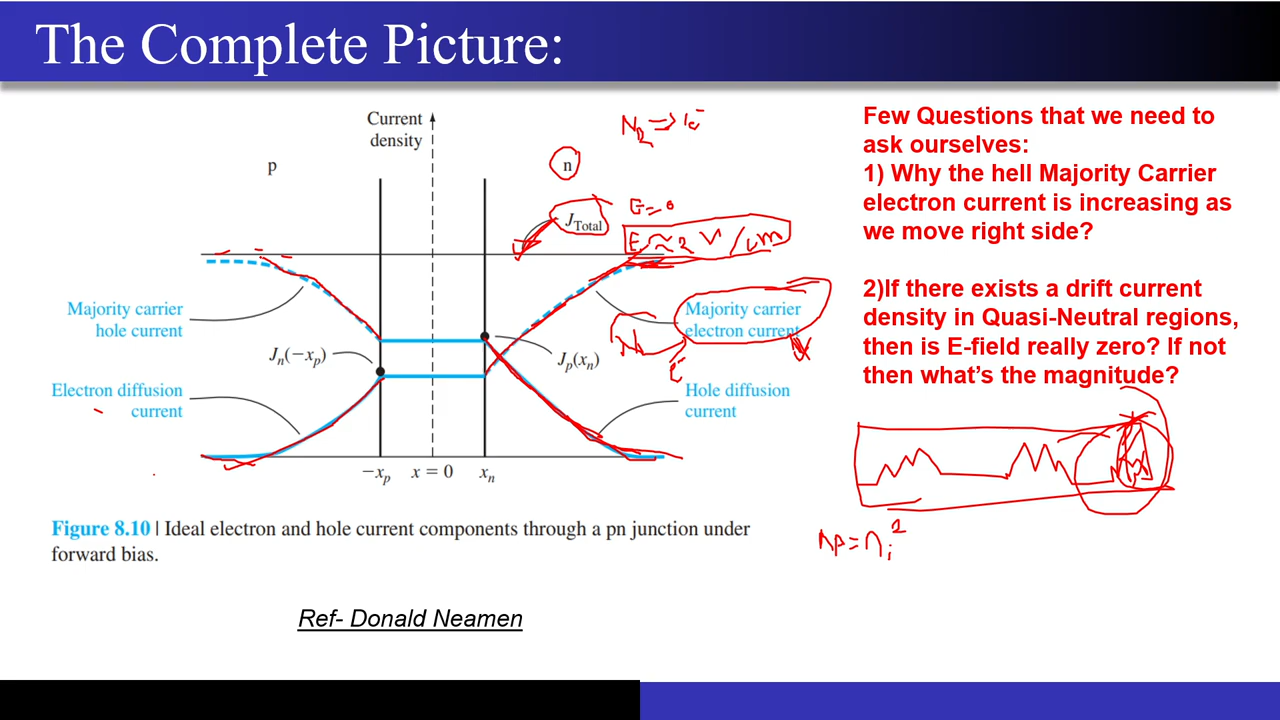 The Complete Picture:
Current
density
p
n
J_Total
E ≈ 2 V/cm
Majority carrier
hole current
Majority carrier
electron current
e⁻
J_n(−x_p)
J_p(x_n)
Electron diffusion
current
Hole diffusion
current
−x_p
x = 0
x_n
Figure 8.10 | Ideal electron and hole current components through a pn junction under
forward bias.
Ref- Donald Neamen
Few Questions that we need to
ask ourselves:
1) Why the hell Majority Carrier
electron current is increasing as
we move right side?
2)If there exists a drift current
density in Quasi-Neutral regions,
then is E-field really zero? If not
then what’s the magnitude?
np = n_i²